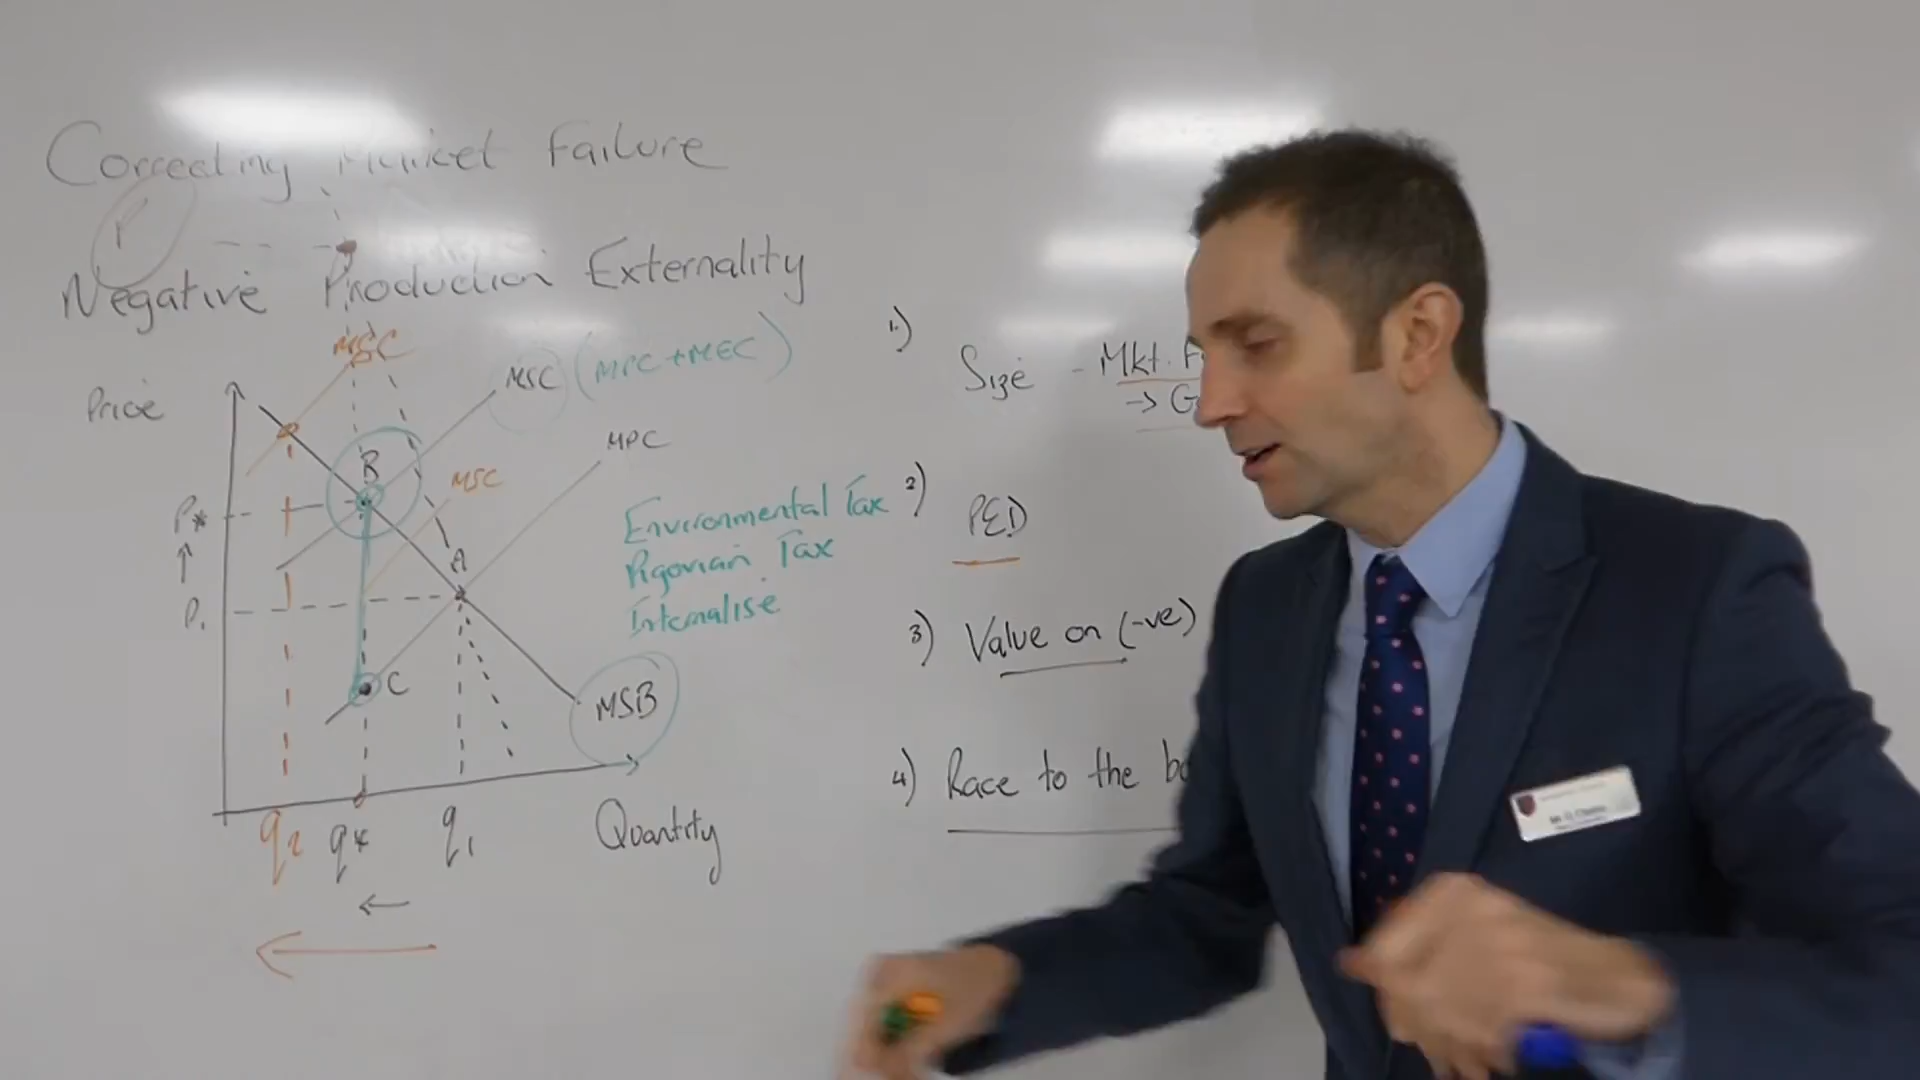 Correcting Market Failure
P
Negative Production Externality
MSC
MSC (MPC + MEC)
Price
MPC
B
MSC
P*
A
P1
C
MSB
q2 q* q1 Quantity
Environmental Tax
Pigovian Tax
Internalise
1.) Size - Mkt. F
→ G
2) PED
3) Value on (-ve)
4) Race to the bo